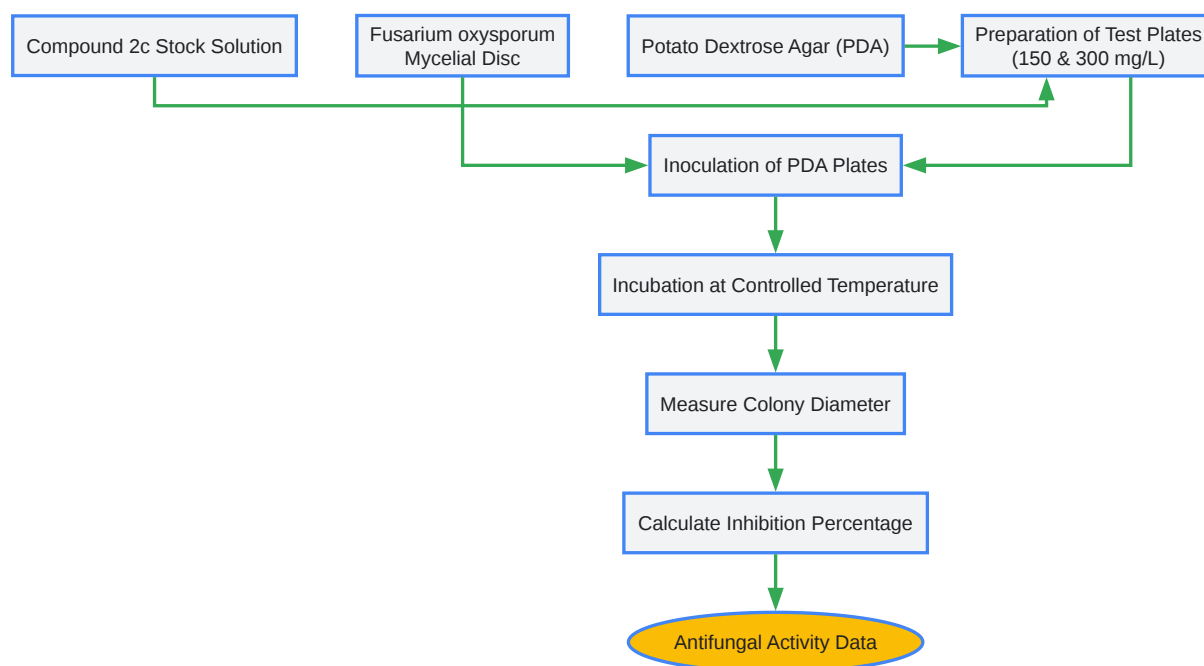 Compound 2c Stock Solution
Fusarium oxysporum
Mycelial Disc
Potato Dextrose Agar (PDA)
Preparation of Test Plates
(150 & 300 mg/L)
Inoculation of PDA Plates
Incubation at Controlled Temperature
Measure Colony Diameter
Calculate Inhibition Percentage
Antifungal Activity Data